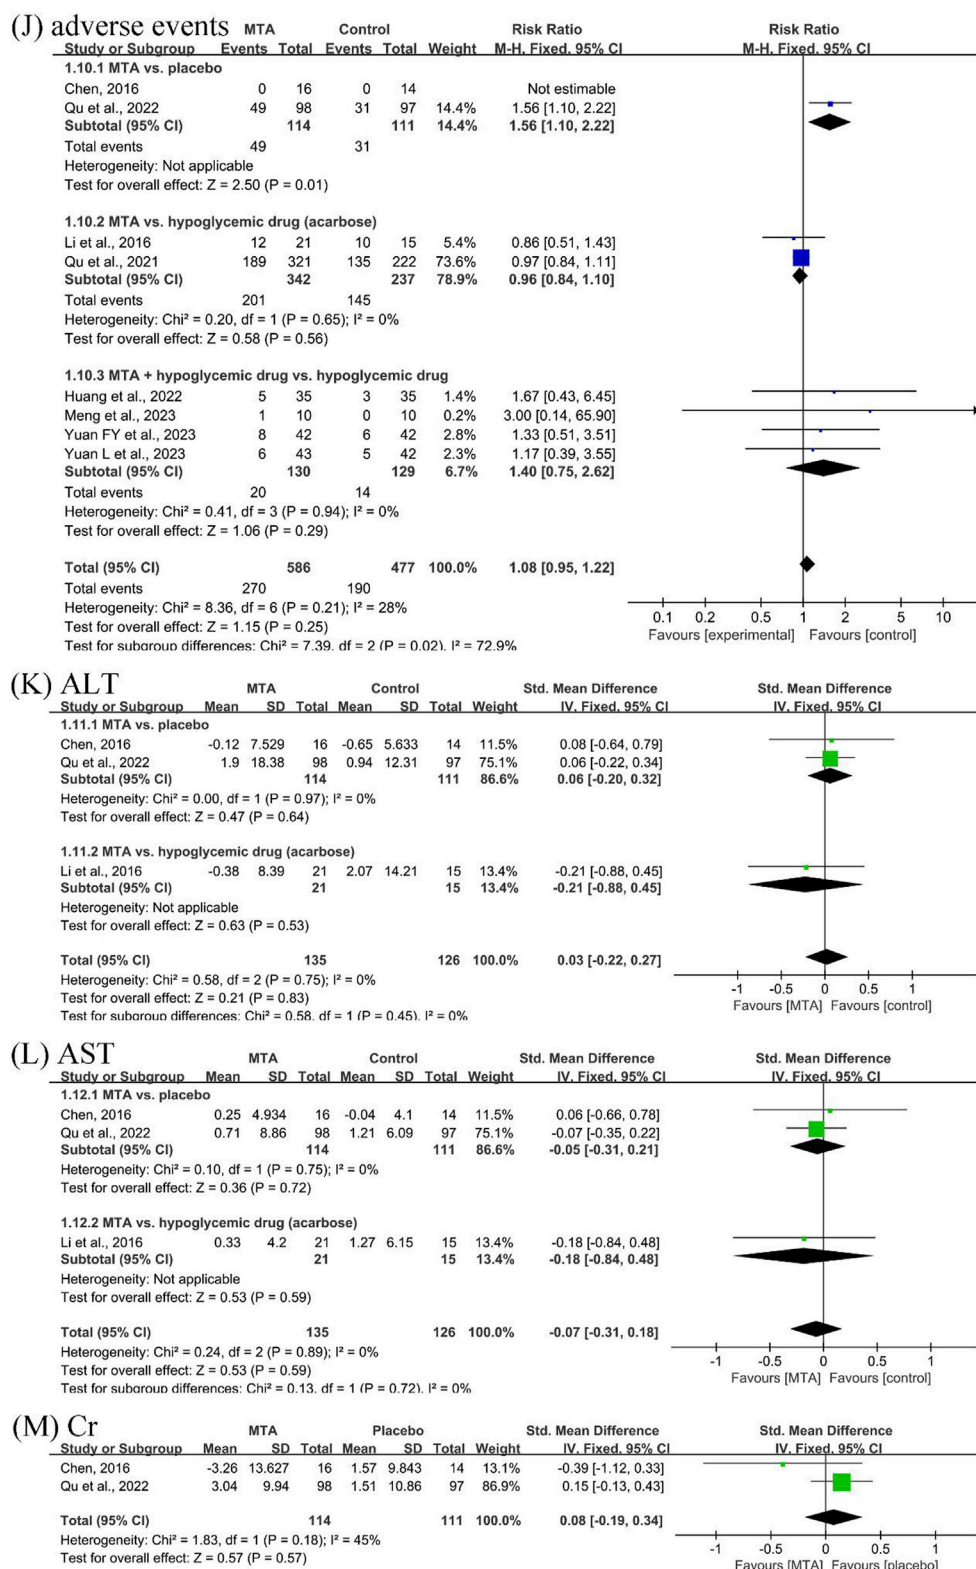 (J) adverse events MTA Control Risk Ratio Risk Ratio
Study or Subgroup Events Total Events Total Weight M-H. Fixed. 95% CI M-H. Fixed. 95% CI
1.10.1 MTA vs. placebo
Chen, 2016 0 16 0 14 Not estimable
Qu et al., 2022 49 98 31 97 14.4% 1.56 [1.10, 2.22]
Subtotal (95% CI) 114 111 14.4% 1.56 [1.10, 2.22]
Total events 49 31
Heterogeneity: Not applicable
Test for overall effect: Z = 2.50 (P = 0.01)
1.10.2 MTA vs. hypoglycemic drug (acarbose)
Li et al., 2016 12 21 10 15 5.4% 0.86 [0.51, 1.43]
Qu et al., 2021 189 321 135 222 73.6% 0.97 [0.84, 1.11]
Subtotal (95% CI) 342 237 78.9% 0.96 [0.84, 1.10]
Total events 201 145
Heterogeneity: Chi² = 0.20, df = 1 (P = 0.65); I² = 0%
Test for overall effect: Z = 0.58 (P = 0.56)
1.10.3 MTA + hypoglycemic drug vs. hypoglycemic drug
Huang et al., 2022 5 35 3 35 1.4% 1.67 [0.43, 6.45]
Meng et al., 2023 1 10 0 10 0.2% 3.00 [0.14, 65.90]
Yuan FY et al., 2023 8 42 6 42 2.8% 1.33 [0.51, 3.51]
Yuan L et al., 2023 6 43 5 42 2.3% 1.17 [0.39, 3.55]
Subtotal (95% CI) 130 129 6.7% 1.40 [0.75, 2.62]
Total events 20 14
Heterogeneity: Chi² = 0.41, df = 3 (P = 0.94); I² = 0%
Test for overall effect: Z = 1.06 (P = 0.29)
Total (95% CI) 586 477 100.0% 1.08 [0.95, 1.22]
Total events 270 190
Heterogeneity: Chi² = 8.36, df = 6 (P = 0.21); I² = 28%
Test for overall effect: Z = 1.15 (P = 0.25)
Test for subgroup differences: Chi² = 7.39. df = 2 (P = 0.02). I² = 72.9%
0.1 0.2 0.5 1 2 5 10
Favours [experimental] Favours [control]
(K) ALT
MTA Control Std. Mean Difference Std. Mean Difference
Study or Subgroup Mean SD Total Mean SD Total Weight IV. Fixed. 95% CI IV. Fixed. 95% CI
1.11.1 MTA vs. placebo
Chen, 2016 -0.12 7.529 16 -0.65 5.633 14 11.5% 0.08 [-0.64, 0.79]
Qu et al., 2022 1.9 18.38 98 0.94 12.31 97 75.1% 0.06 [-0.22, 0.34]
Subtotal (95% CI) 114 111 86.6% 0.06 [-0.20, 0.32]
Heterogeneity: Chi² = 0.00, df = 1 (P = 0.97); I² = 0%
Test for overall effect: Z = 0.47 (P = 0.64)
1.11.2 MTA vs. hypoglycemic drug (acarbose)
Li et al., 2016 -0.38 8.39 21 2.07 14.21 15 13.4% -0.21 [-0.88, 0.45]
Subtotal (95% CI) 21 15 13.4% -0.21 [-0.88, 0.45]
Heterogeneity: Not applicable
Test for overall effect: Z = 0.63 (P = 0.53)
Total (95% CI) 135 126 100.0% 0.03 [-0.22, 0.27]
Heterogeneity: Chi² = 0.58, df = 2 (P = 0.75); I² = 0%
Test for overall effect: Z = 0.21 (P = 0.83)
Test for subgroup differences: Chi² = 0.58. df = 1 (P = 0.45). I² = 0%
-1 -0.5 0 0.5 1
Favours [MTA] Favours [control]
(L) AST
MTA Control Std. Mean Difference Std. Mean Difference
Study or Subgroup Mean SD Total Mean SD Total Weight IV. Fixed. 95% CI IV. Fixed. 95% CI
1.12.1 MTA vs. placebo
Chen, 2016 0.25 4.934 16 -0.04 4.1 14 11.5% 0.06 [-0.66, 0.78]
Qu et al., 2022 0.71 8.86 98 1.21 6.09 97 75.1% -0.07 [-0.35, 0.22]
Subtotal (95% CI) 114 111 86.6% -0.05 [-0.31, 0.21]
Heterogeneity: Chi² = 0.10, df = 1 (P = 0.75); I² = 0%
Test for overall effect: Z = 0.36 (P = 0.72)
1.12.2 MTA vs. hypoglycemic drug (acarbose)
Li et al., 2016 0.33 4.2 21 1.27 6.15 15 13.4% -0.18 [-0.84, 0.48]
Subtotal (95% CI) 21 15 13.4% -0.18 [-0.84, 0.48]
Heterogeneity: Not applicable
Test for overall effect: Z = 0.53 (P = 0.59)
Total (95% CI) 135 126 100.0% -0.07 [-0.31, 0.18]
Heterogeneity: Chi² = 0.24, df = 2 (P = 0.89); I² = 0%
Test for overall effect: Z = 0.53 (P = 0.59)
Test for subgroup differences: Chi² = 0.13. df = 1 (P = 0.72). I² = 0%
-1 -0.5 0 0.5 1
Favours [MTA] Favours [control]
(M) Cr
MTA Placebo Std. Mean Difference Std. Mean Difference
Study or Subgroup Mean SD Total Mean SD Total Weight IV. Fixed. 95% CI IV. Fixed. 95% CI
Chen, 2016 -3.26 13.627 16 1.57 9.843 14 13.1% -0.39 [-1.12, 0.33]
Qu et al., 2022 3.04 9.94 98 1.51 10.86 97 86.9% 0.15 [-0.13, 0.43]
Total (95% CI) 114 111 100.0% 0.08 [-0.19, 0.34]
Heterogeneity: Chi² = 1.83, df = 1 (P = 0.18); I² = 45%
Test for overall effect: Z = 0.57 (P = 0.57)
-1 -0.5 0 0.5 1
Favours [MTA] Favours [placebo]